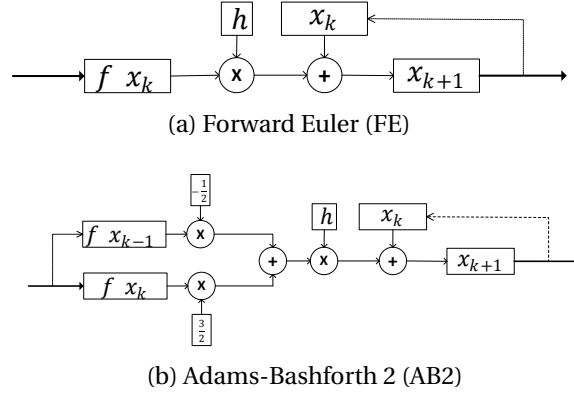 h x_k
f x_k x + x_{k+1}
(a) Forward Euler (FE)
-1/2
f x_{k-1} x h x_k
+ x + x_{k+1}
f x_k x
3/2
(b) Adams-Bashforth 2 (AB2)